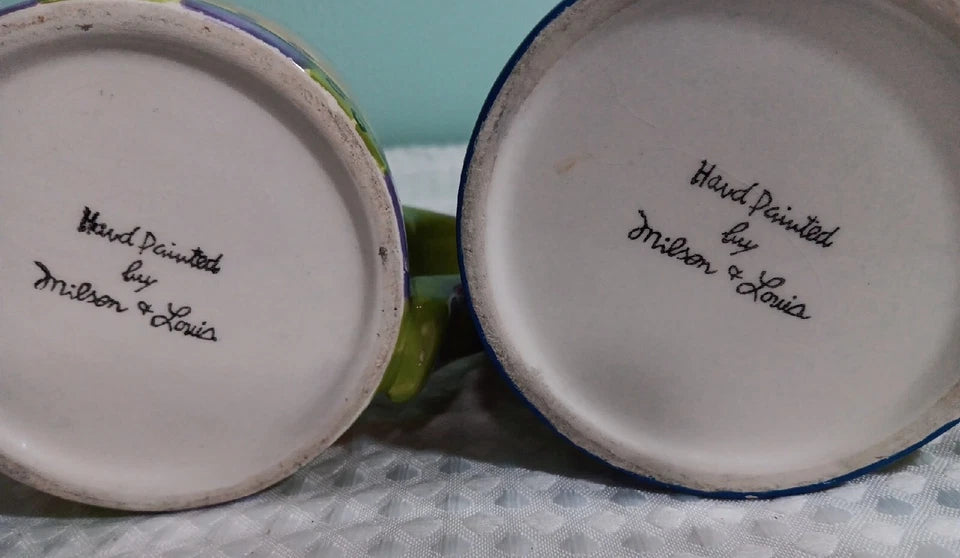 Hand Painted
by
Milson & Louis
Hand Painted
by
Milson & Louis